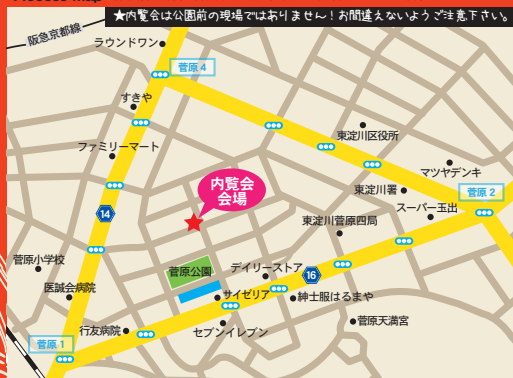 ★内覧会は公園前の現場ではありません！お間違えないようご注意下さい。
阪急京都線
ラウンドワン
菅原 4
すきや
ファミリーマート
東淀川区役所
マツヤデンキ
内覧会
会場
東淀川署
菅原 2
スーパー玉出
14
東淀川菅原四局
菅原小学校
菅原公園
デイリーストア
16
医誠会病院
サイゼリア
紳士服はるまや
行友病院
セブンイレブン
菅原天満宮
菅原 1